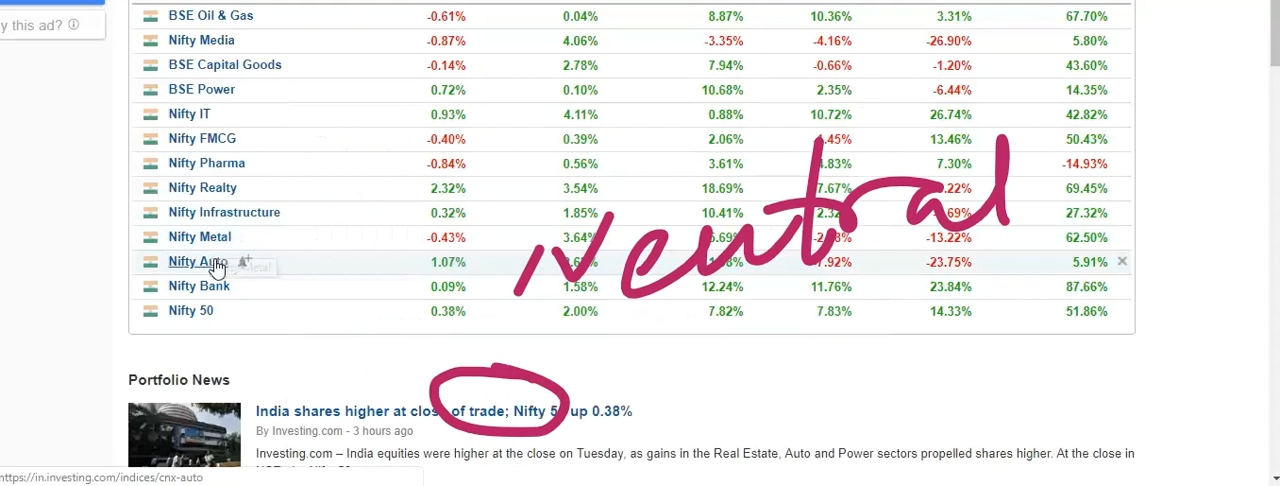 y this ad?
BSE Oil & Gas -0.61% 0.04% 8.87% 10.36% 3.31% 67.70%
Nifty Media -0.87% 4.06% -3.35% -4.16% -26.90% 5.80%
BSE Capital Goods -0.14% 2.78% 7.94% -0.66% -1.20% 43.60%
BSE Power 0.72% 0.10% 10.68% 2.35% -6.44% 14.35%
Nifty IT 0.93% 4.11% 0.88% 10.72% 26.74% 42.82%
Nifty FMCG -0.40% 0.39% 2.06% 13.46% 50.43%
Nifty Pharma -0.84% 0.56% 3.61% 7.30% -14.93%
Nifty Realty 2.32% 3.54% 18.69% 69.45%
Nifty Infrastructure 0.32% 1.85% 10.41% 27.32%
Neutral
Nifty Metal -0.43% -13.22% 62.50%
Nifty Auto 1.07% -23.75% 5.91%
Nifty Bank 0.09% 1.58% 12.24% 11.76% 23.84% 87.66%
Nifty 50 0.38% 2.00% 7.82% 7.83% 14.33% 51.86%
Portfolio News
India shares higher at close of trade; Nifty 50 up 0.38%
By Investing.com - 3 hours ago
Investing.com – India equities were higher at the close on Tuesday, as gains in the Real Estate, Auto and Power sectors propelled shares higher. At the close in
https://in.investing.com/indices/cnx-auto